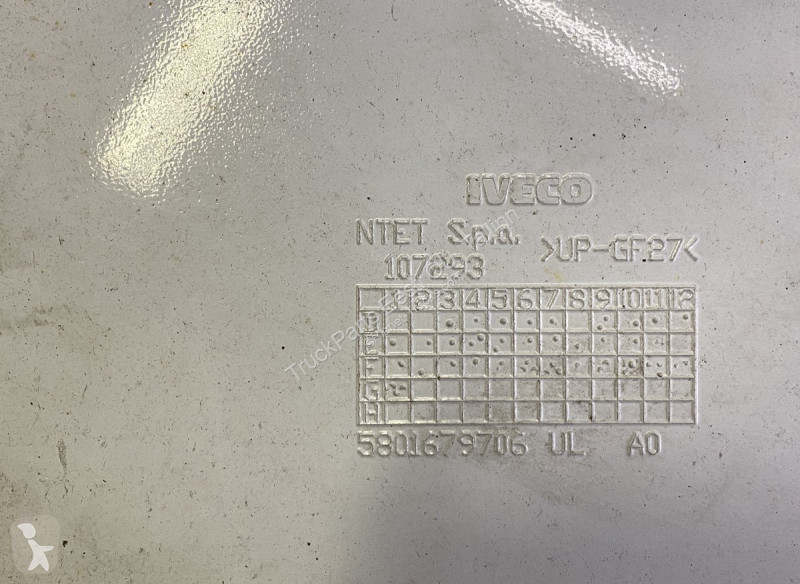 IVECO
NTET S.p.a. >UP-GF27<
107293
1 2 3 4 5 6 7 8 9 10 11 12
E
F
G
H
5801679706 UL A0